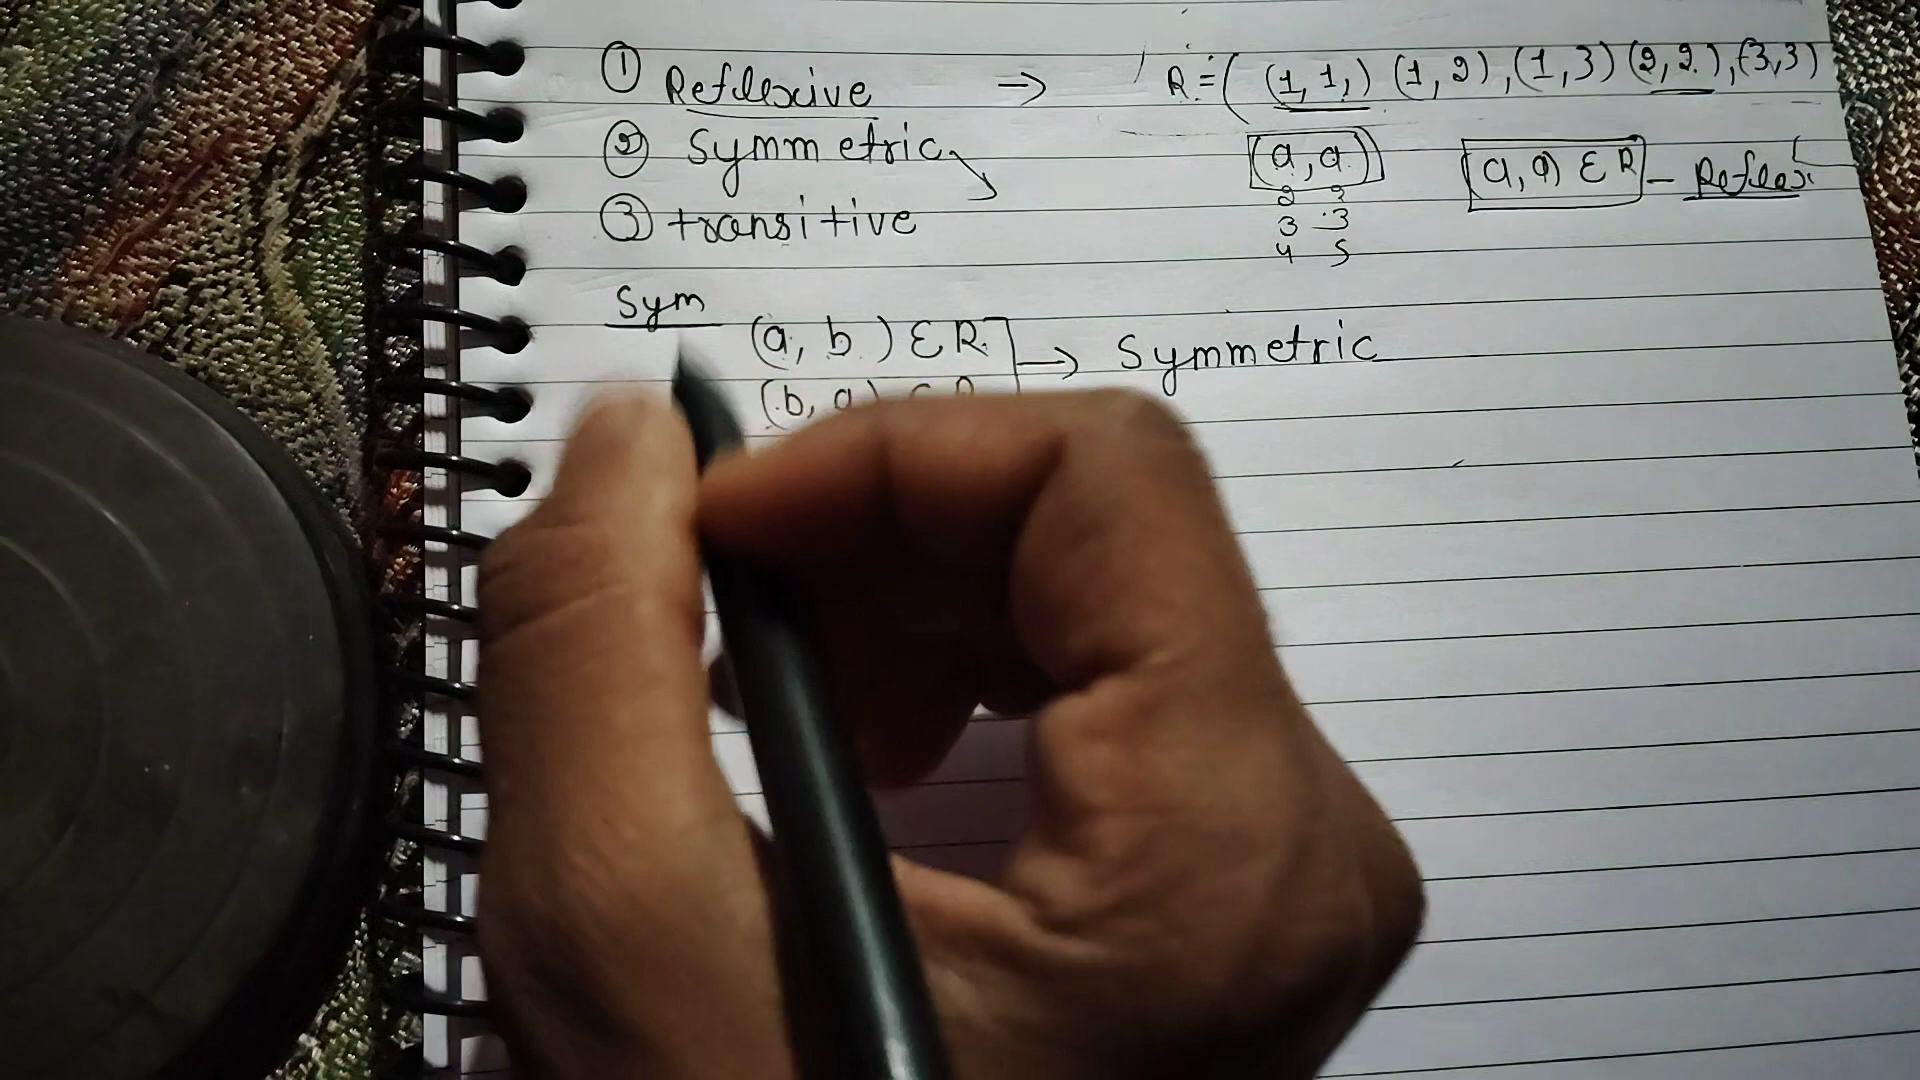 ① Reflexive → R = ( (1, 1,) (1, 2), (1, 3) (2, 2.), (3,3)
② Symmetric
(a, a.) (a, a) ∈ R – Reflex
③ transitive
2 2
3 3
4 5
Sym
(a, b) ∈ R. → Symmetric
(b, a) ∈ R